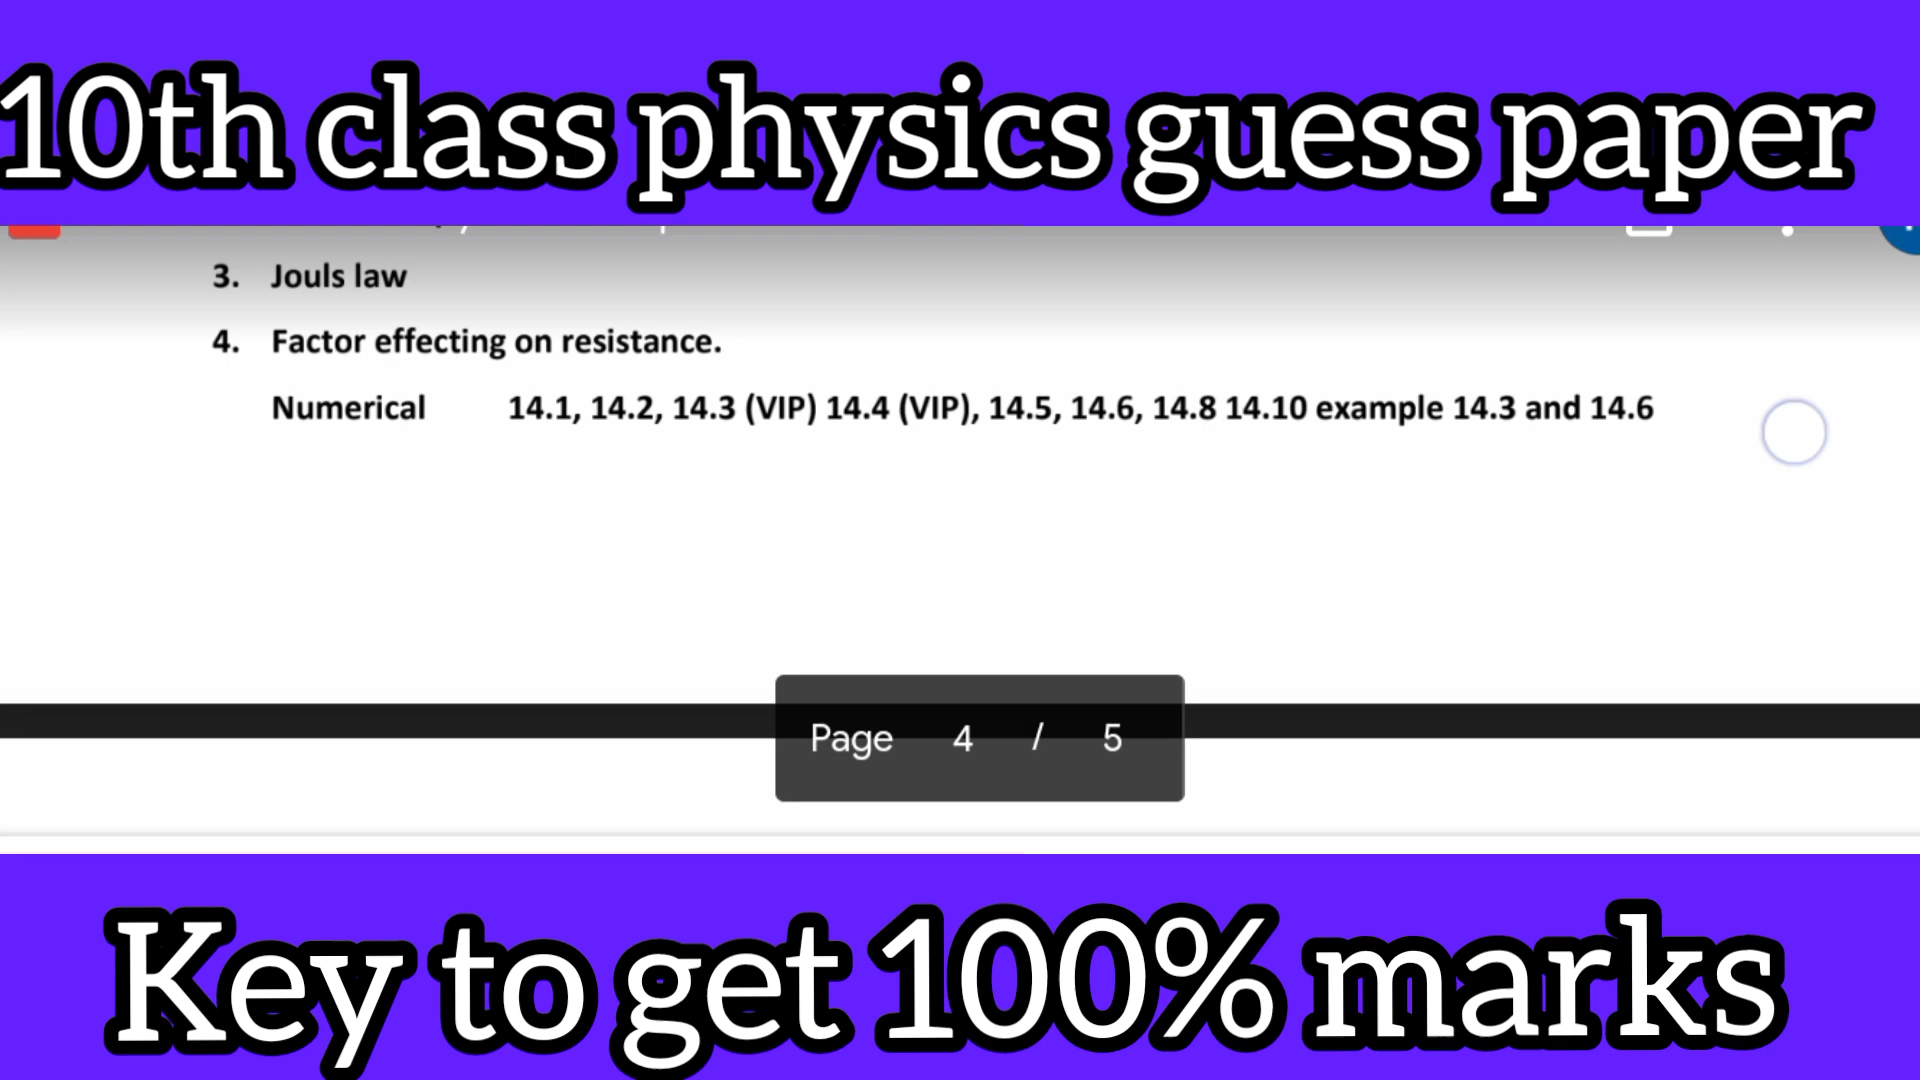 10th class physics guess paper
3. Jouls law
4. Factor effecting on resistance.
Numerical 14.1, 14.2, 14.3 (VIP) 14.4 (VIP), 14.5, 14.6, 14.8 14.10 example 14.3 and 14.6
Page 4 / 5
Key to get 100% marks